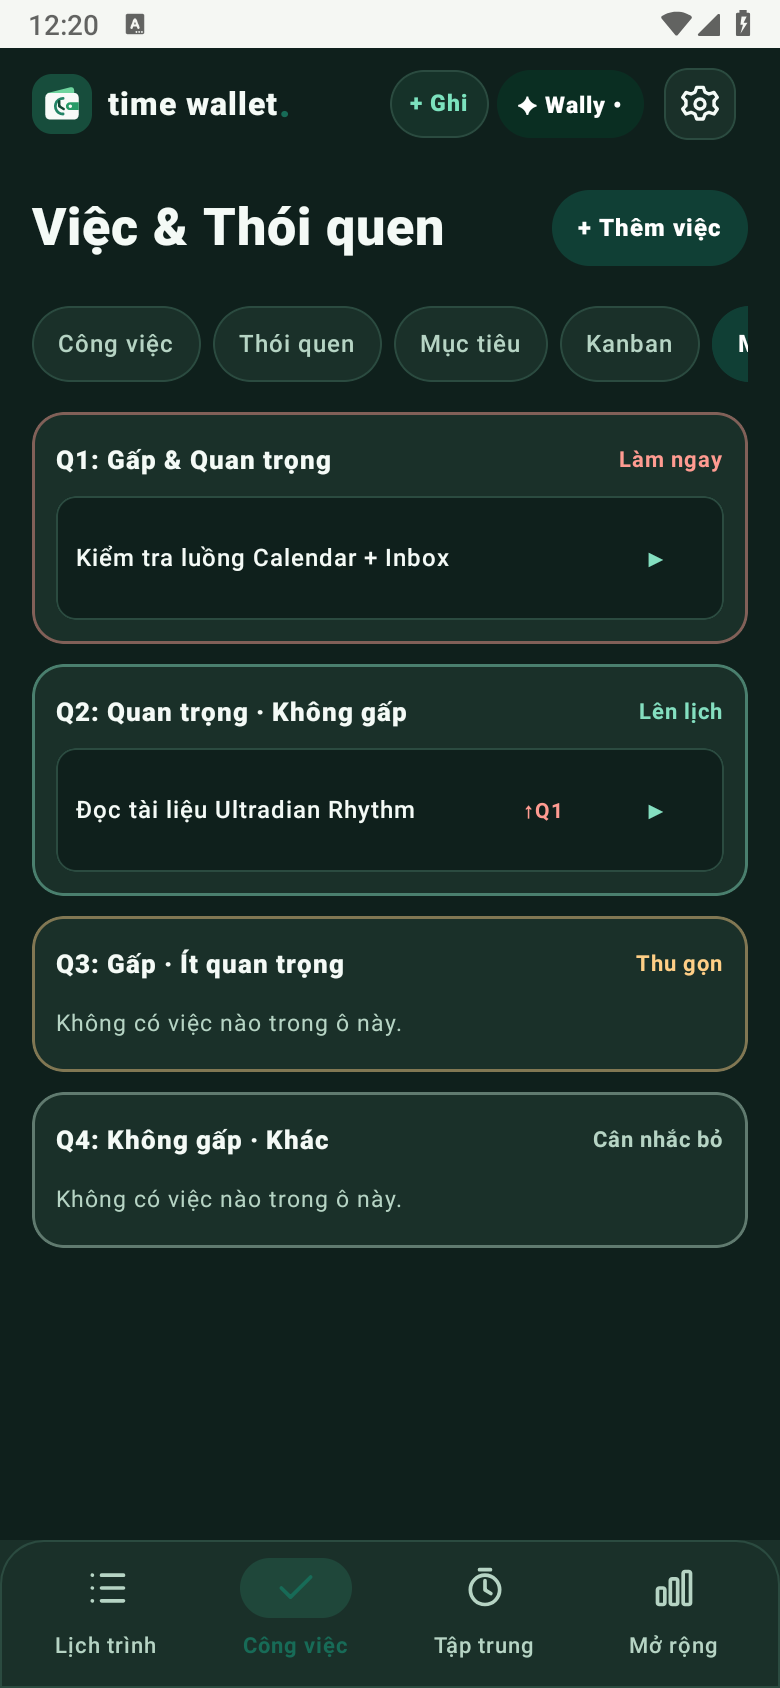 12:20
time wallet.
+ Ghi
✦ Wally •
Việc & Thói quen
+ Thêm việc
Công việc
Thói quen
Mục tiêu
Kanban
Q1: Gấp & Quan trọng
Làm ngay
Kiểm tra luồng Calendar + Inbox
▶
Q2: Quan trọng · Không gấp
Lên lịch
Đọc tài liệu Ultradian Rhythm
↑Q1
▶
Q3: Gấp · Ít quan trọng
Thu gọn
Không có việc nào trong ô này.
Q4: Không gấp · Khác
Cân nhắc bỏ
Không có việc nào trong ô này.
Lịch trình
Công việc
Tập trung
Mở rộng